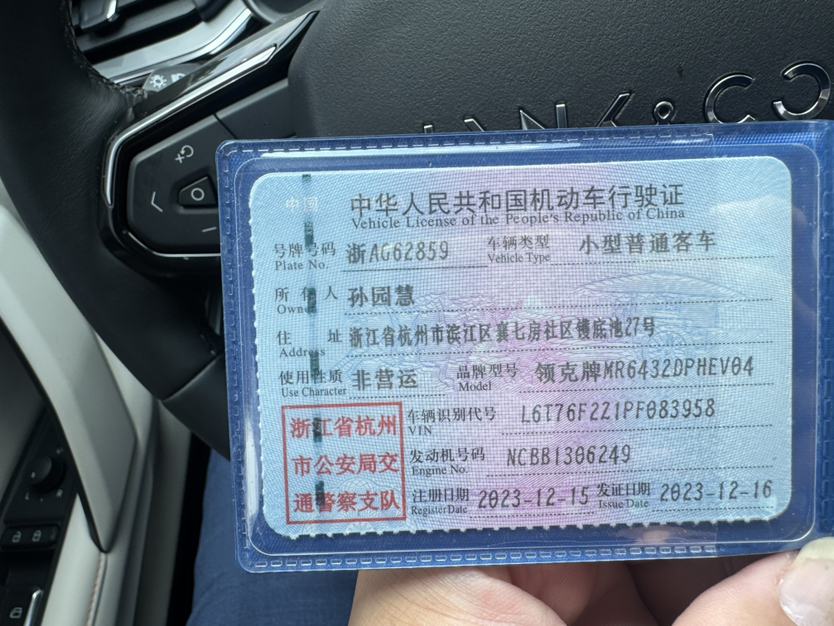 LYNK & CO
中国
中华人民共和国机动车行驶证
Vehicle License of the People's Republic of China
号牌号码 浙AG62859 车辆类型 小型普通客车
Plate No. Vehicle Type
所有人 孙园慧
Owner
住址 浙江省杭州市滨江区襄七房社区镜底池27号
Address
使用性质 非营运 品牌型号 领克牌MR6432DPHEV04
Use Character Model
浙江省杭州
市公安局交
通警察支队
车辆识别代号 L6T76F2Z1PF083958
VIN
发动机号码 NCBB1306249
Engine No.
注册日期 2023-12-15 发证日期 2023-12-16
Register Date Issue Date